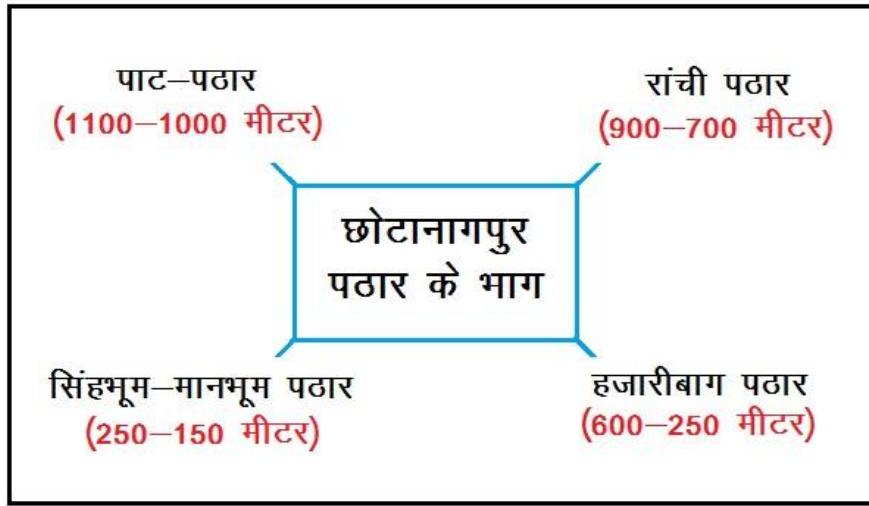 पाट–पठार
(1100–1000 मीटर)
रांची पठार
(900–700 मीटर)
छोटानागपुर
पठार के भाग
सिंहभूम–मानभूम पठार
(250–150 मीटर)
हजारीबाग पठार
(600–250 मीटर)